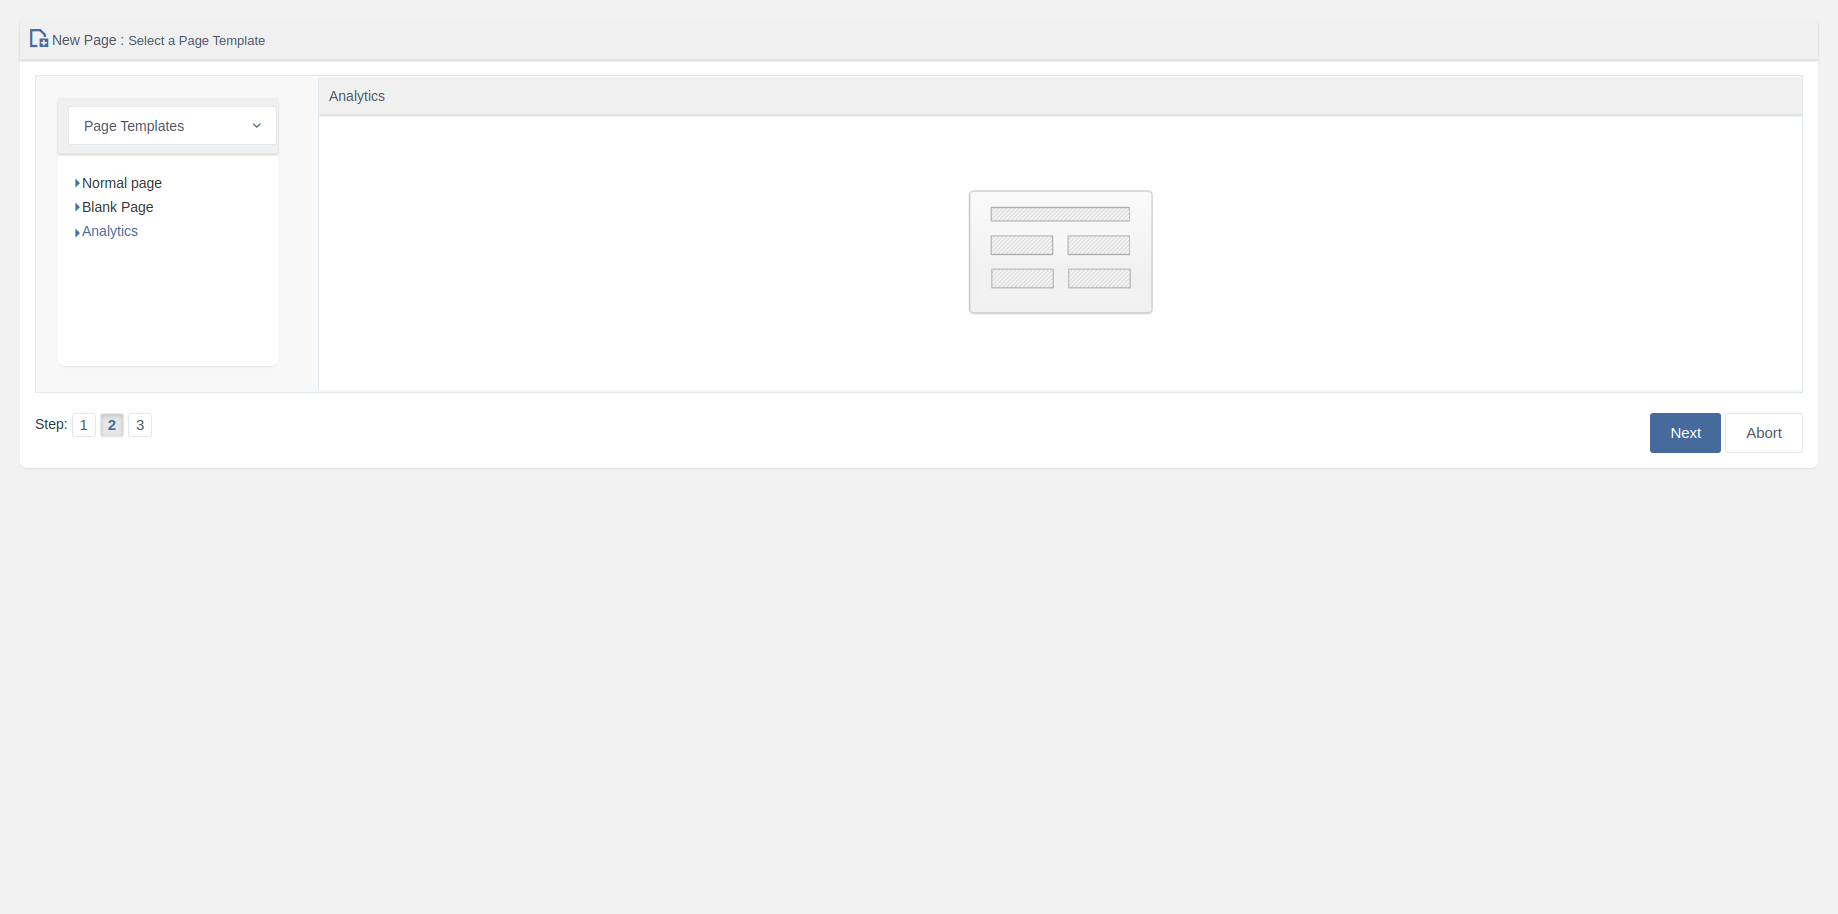 New Page : Select a Page Template
Analytics
Page Templates
Normal page
Blank Page
Analytics
Step: 1 2 3
Next Abort